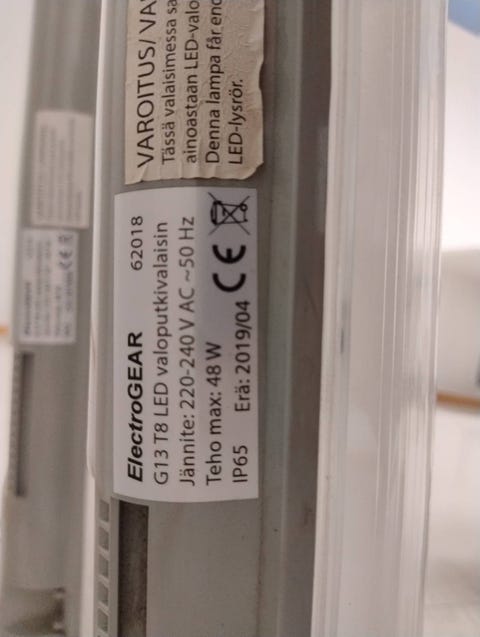 VAROITUS/ VA
Tässä valaisimessa sa
ainoastaan LED-valo
Denna lampa får end
LED-lysrör.
ElectroGEAR 62018
G13 T8 LED valoputkivalaisin
Jännite: 220-240 V AC ~50 Hz
Teho max: 48 W
IP65 Erä: 2019/04 CE